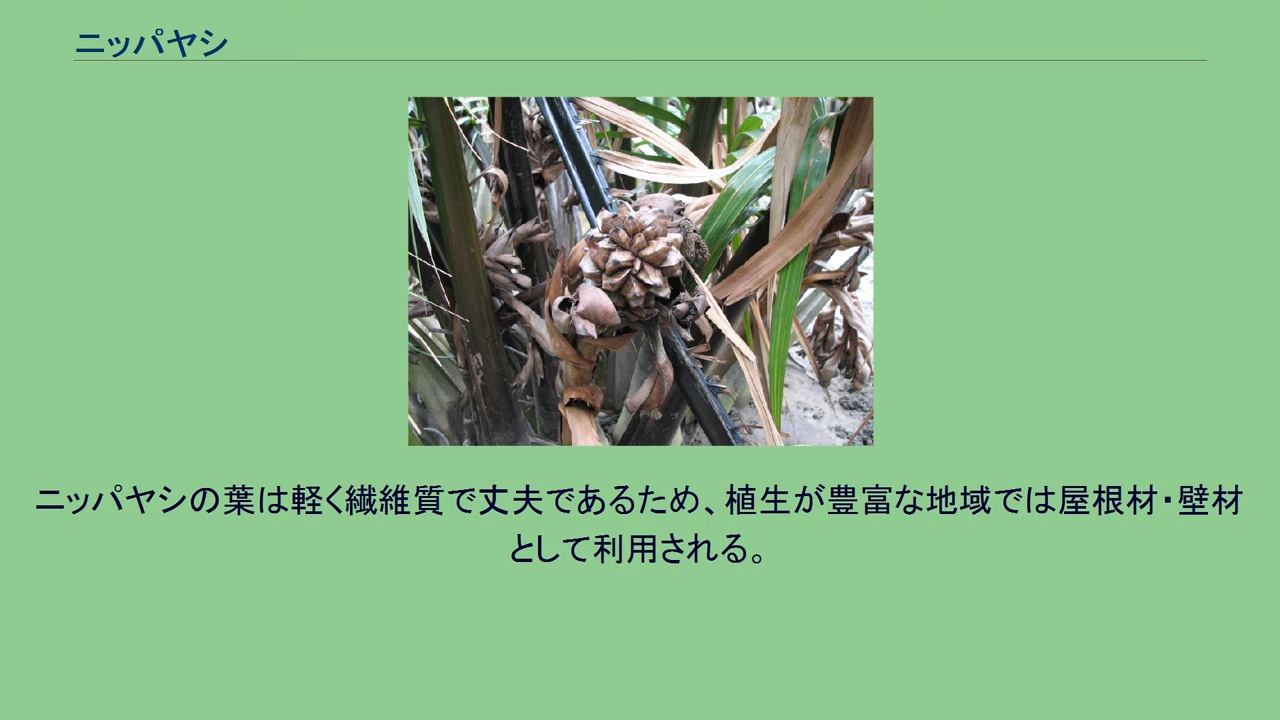 ニッパヤシ
ニッパヤシの葉は軽く繊維質で丈夫であるため、植生が豊富な地域では屋根材・壁材
として利用される。